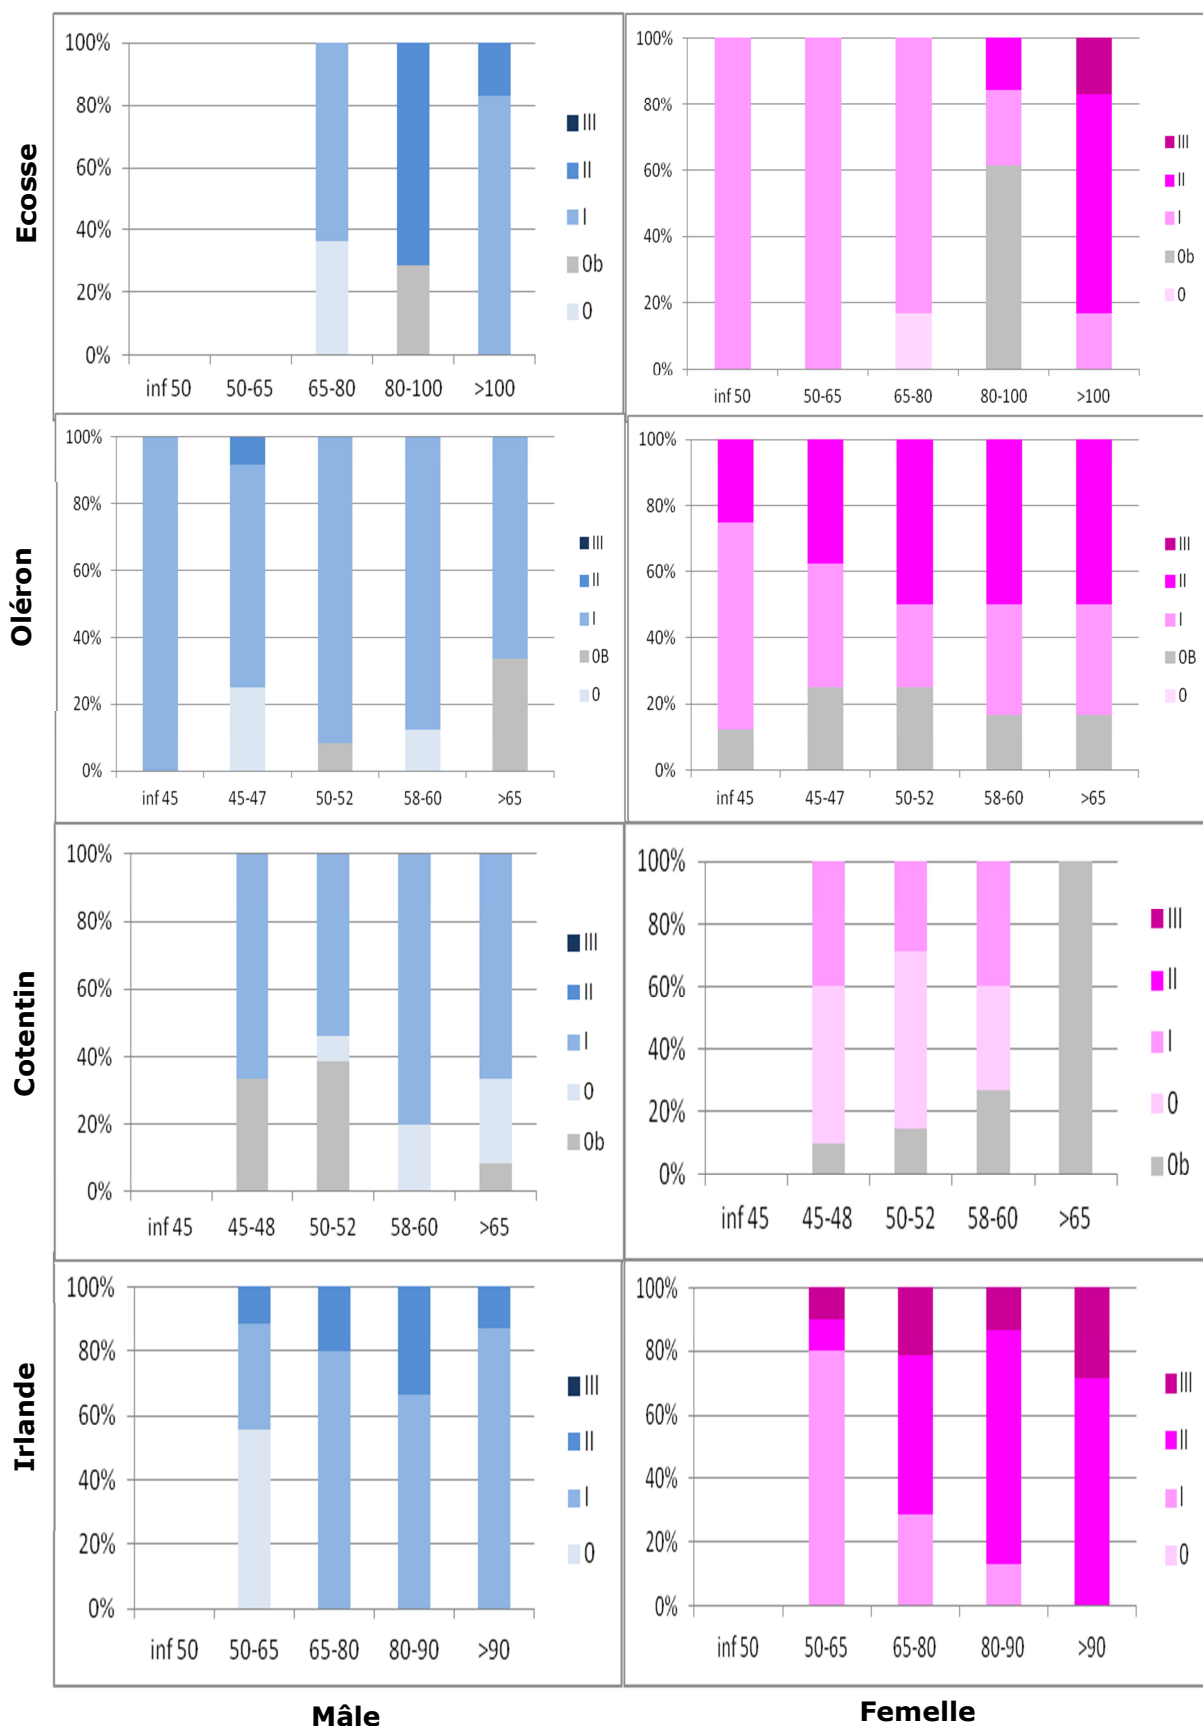 Ecosse
100%
80%
60%
40%
20%
0%
inf 50 50-65 65-80 80-100 >100
III
II
I
0b
0
100%
80%
60%
40%
20%
0%
inf 50 50-65 65-80 80-100 >100
III
II
I
0b
0
Oléron
100%
80%
60%
40%
20%
0%
inf 45 45-47 50-52 58-60 >65
III
II
I
0B
0
100%
80%
60%
40%
20%
0%
inf 45 45-47 50-52 58-60 >65
III
II
I
0B
0
Cotentin
100%
80%
60%
40%
20%
0%
inf 45 45-48 50-52 58-60 >65
III
II
I
0
0b
100%
80%
60%
40%
20%
0%
inf 45 45-48 50-52 58-60 >65
III
II
I
0
0b
Irlande
100%
80%
60%
40%
20%
0%
inf 50 50-65 65-80 80-90 >90
III
II
I
0
100%
80%
60%
40%
20%
0%
inf 50 50-65 65-80 80-90 >90
III
II
I
0
Mâle
Femelle